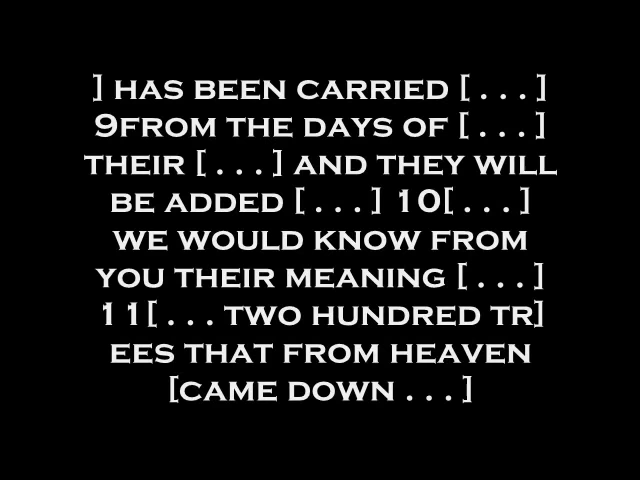 ] HAS BEEN CARRIED [ . . . ]
9FROM THE DAYS OF [ . . . ]
THEIR [ . . . ] AND THEY WILL
BE ADDED [ . . . ] 10[ . . . ]
WE WOULD KNOW FROM
YOU THEIR MEANING [ . . . ]
11[ . . . TWO HUNDRED TR]
EES THAT FROM HEAVEN
[CAME DOWN . . . ]